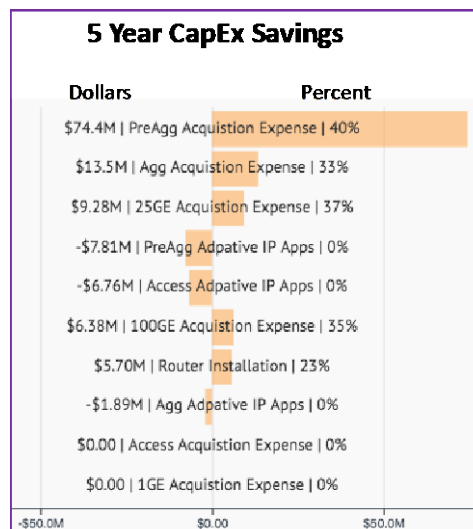 5 Year CapEx Savings
Dollars Percent
$74.4M | PreAgg Acquistion Expense | 40%
$13.5M | Agg Acquistion Expense | 33%
$9.28M | 25GE Acquistion Expense | 37%
-$7.81M | PreAgg Adpative IP Apps | 0%
-$6.76M | Access Adpative IP Apps | 0%
$6.38M | 100GE Acquistion Expense | 35%
$5.70M | Router Installation | 23%
-$1.89M | Agg Adpative IP Apps | 0%
$0.00 | Access Acquistion Expense | 0%
$0.00 | 1GE Acquistion Expense | 0%
-$50.0M $0.00 $50.0M